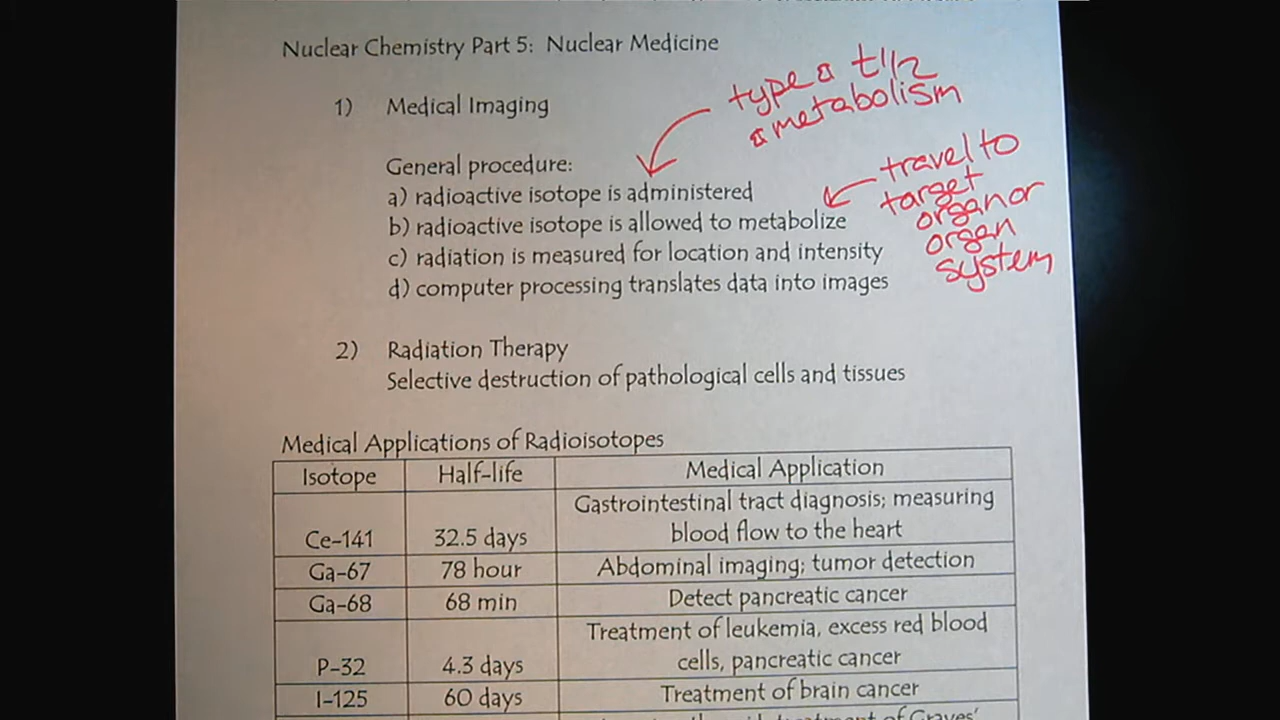 Nuclear Chemistry Part 5: Nuclear Medicine
type & t1/2
& metabolism
1) Medical Imaging
travel to
target
organ or
organ
system
General procedure:
a) radioactive isotope is administered
b) radioactive isotope is allowed to metabolize
c) radiation is measured for location and intensity
d) computer processing translates data into images
2) Radiation Therapy
Selective destruction of pathological cells and tissues
Medical Applications of Radioisotopes
Isotope Half-life Medical Application
Gastrointestinal tract diagnosis; measuring
Ce-141 32.5 days blood flow to the heart
Ga-67 78 hour Abdominal imaging; tumor detection
Ga-68 68 min Detect pancreatic cancer
Treatment of leukemia, excess red blood
P-32 4.3 days cells, pancreatic cancer
I-125 60 days Treatment of brain cancer
treatment of Graves'